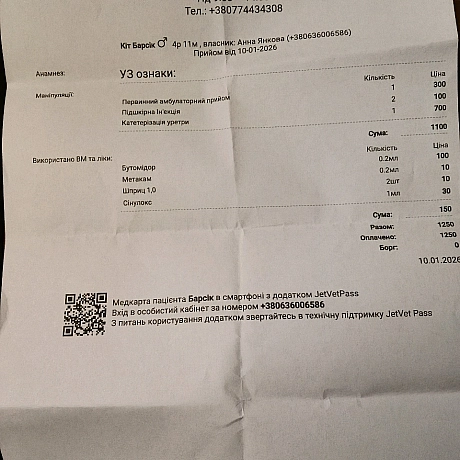 Тел.: +380774434308
Кіт Барсік ♂ 4р 11м , власник: Анна Янкова (+380636006586)
Прийом від 10-01-2026
Анамнез: УЗ ознаки:
Маніпуляції: Кількість Ціна
Первинний амбулаторний прийом 1 300
Підшкірна ін'єкція 2 100
Катетерізація уретри 1 700
Сума: 1100
Використано ВМ та ліки: Кількість Ціна
Бутомідор 0.2мл 100
Метакам 0.2мл 10
Шприц 1,0 2шт 10
Сінулокс 1мл 30
Сума: 150
Разом: 1250
Оплачено: 1250
Борг: 0
10.01.2026
Медкарта пацієнта Барсік в смартфоні з додатком JetVetPass
Вхід в особистий кабінет за номером +380636006586
З питань користування додатком звертайтесь в технічну підтримку JetVet Pass